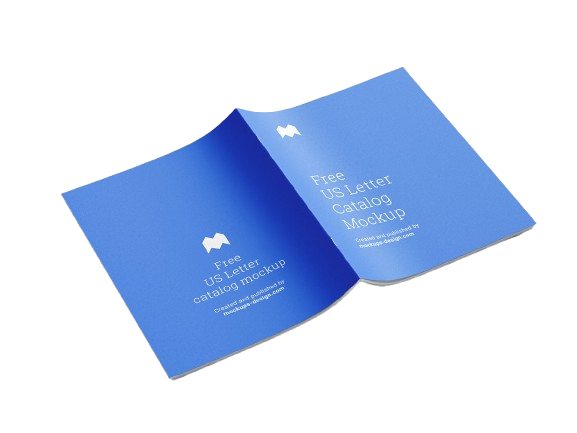 Free
US Letter
Catalog
Mockup
Created and published by
mockups-design.com
Free
US Letter
catalog mockup
Created and published by
mockups-design.com